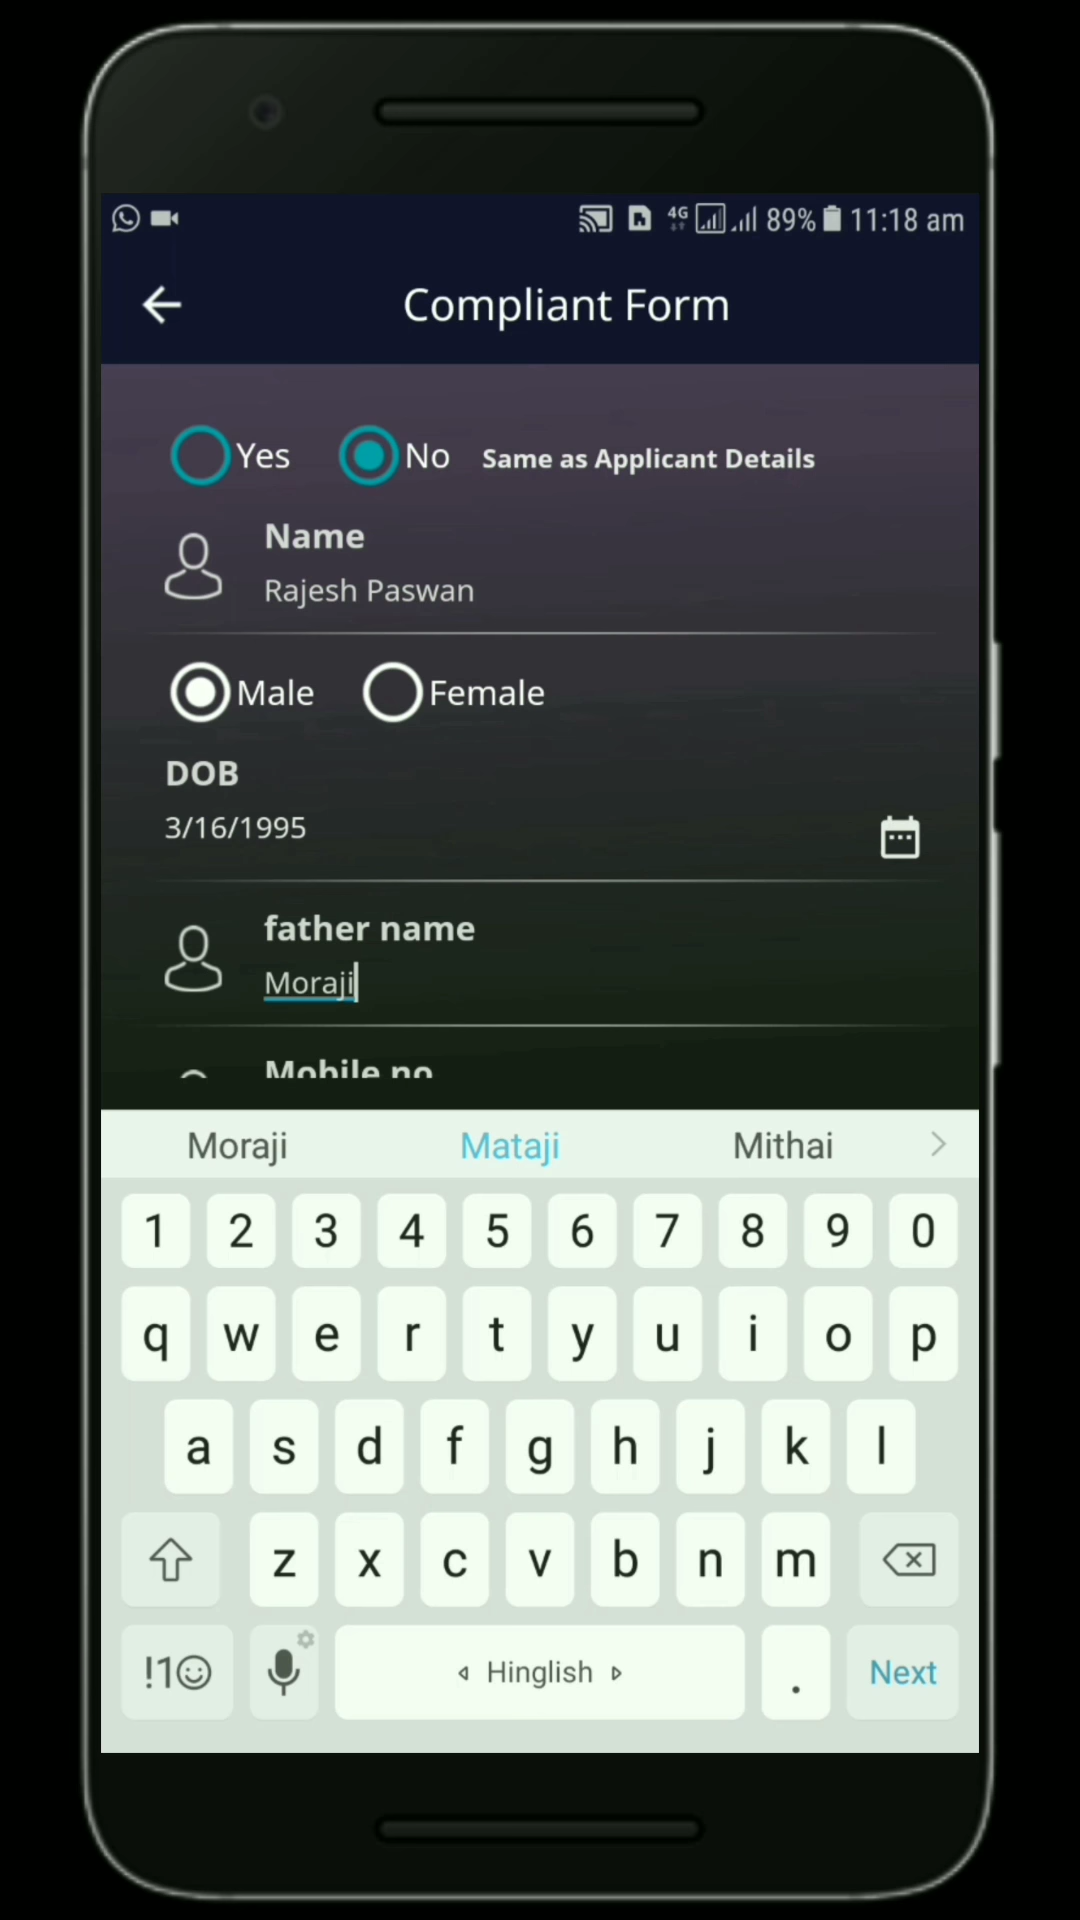 4G 89% 11:18 am
Compliant Form
Yes No Same as Applicant Details
Name
Rajesh Paswan
Male Female
DOB
3/16/1995
father name
Moraji
Mobile no
Moraji Mataji Mithai
1 2 3 4 5 6 7 8 9 0
q w e r t y u i o p
a s d f g h j k l
z x c v b n m
!1☺ Hinglish . Next